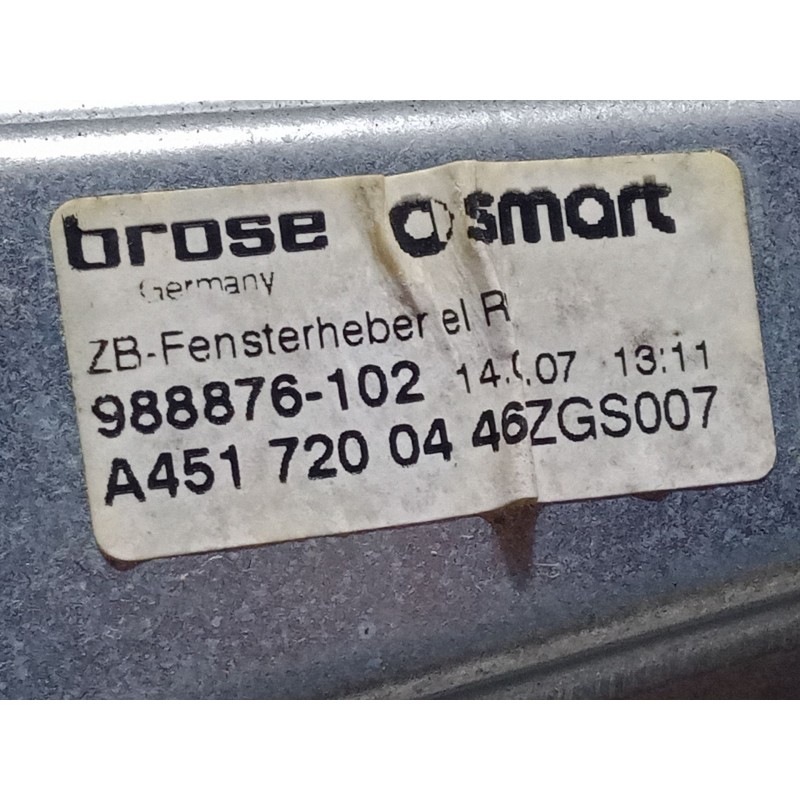 brose smart
Germany
ZB-Fensterheber el R
988876-102 13:11
A451 720 04 46ZGS007